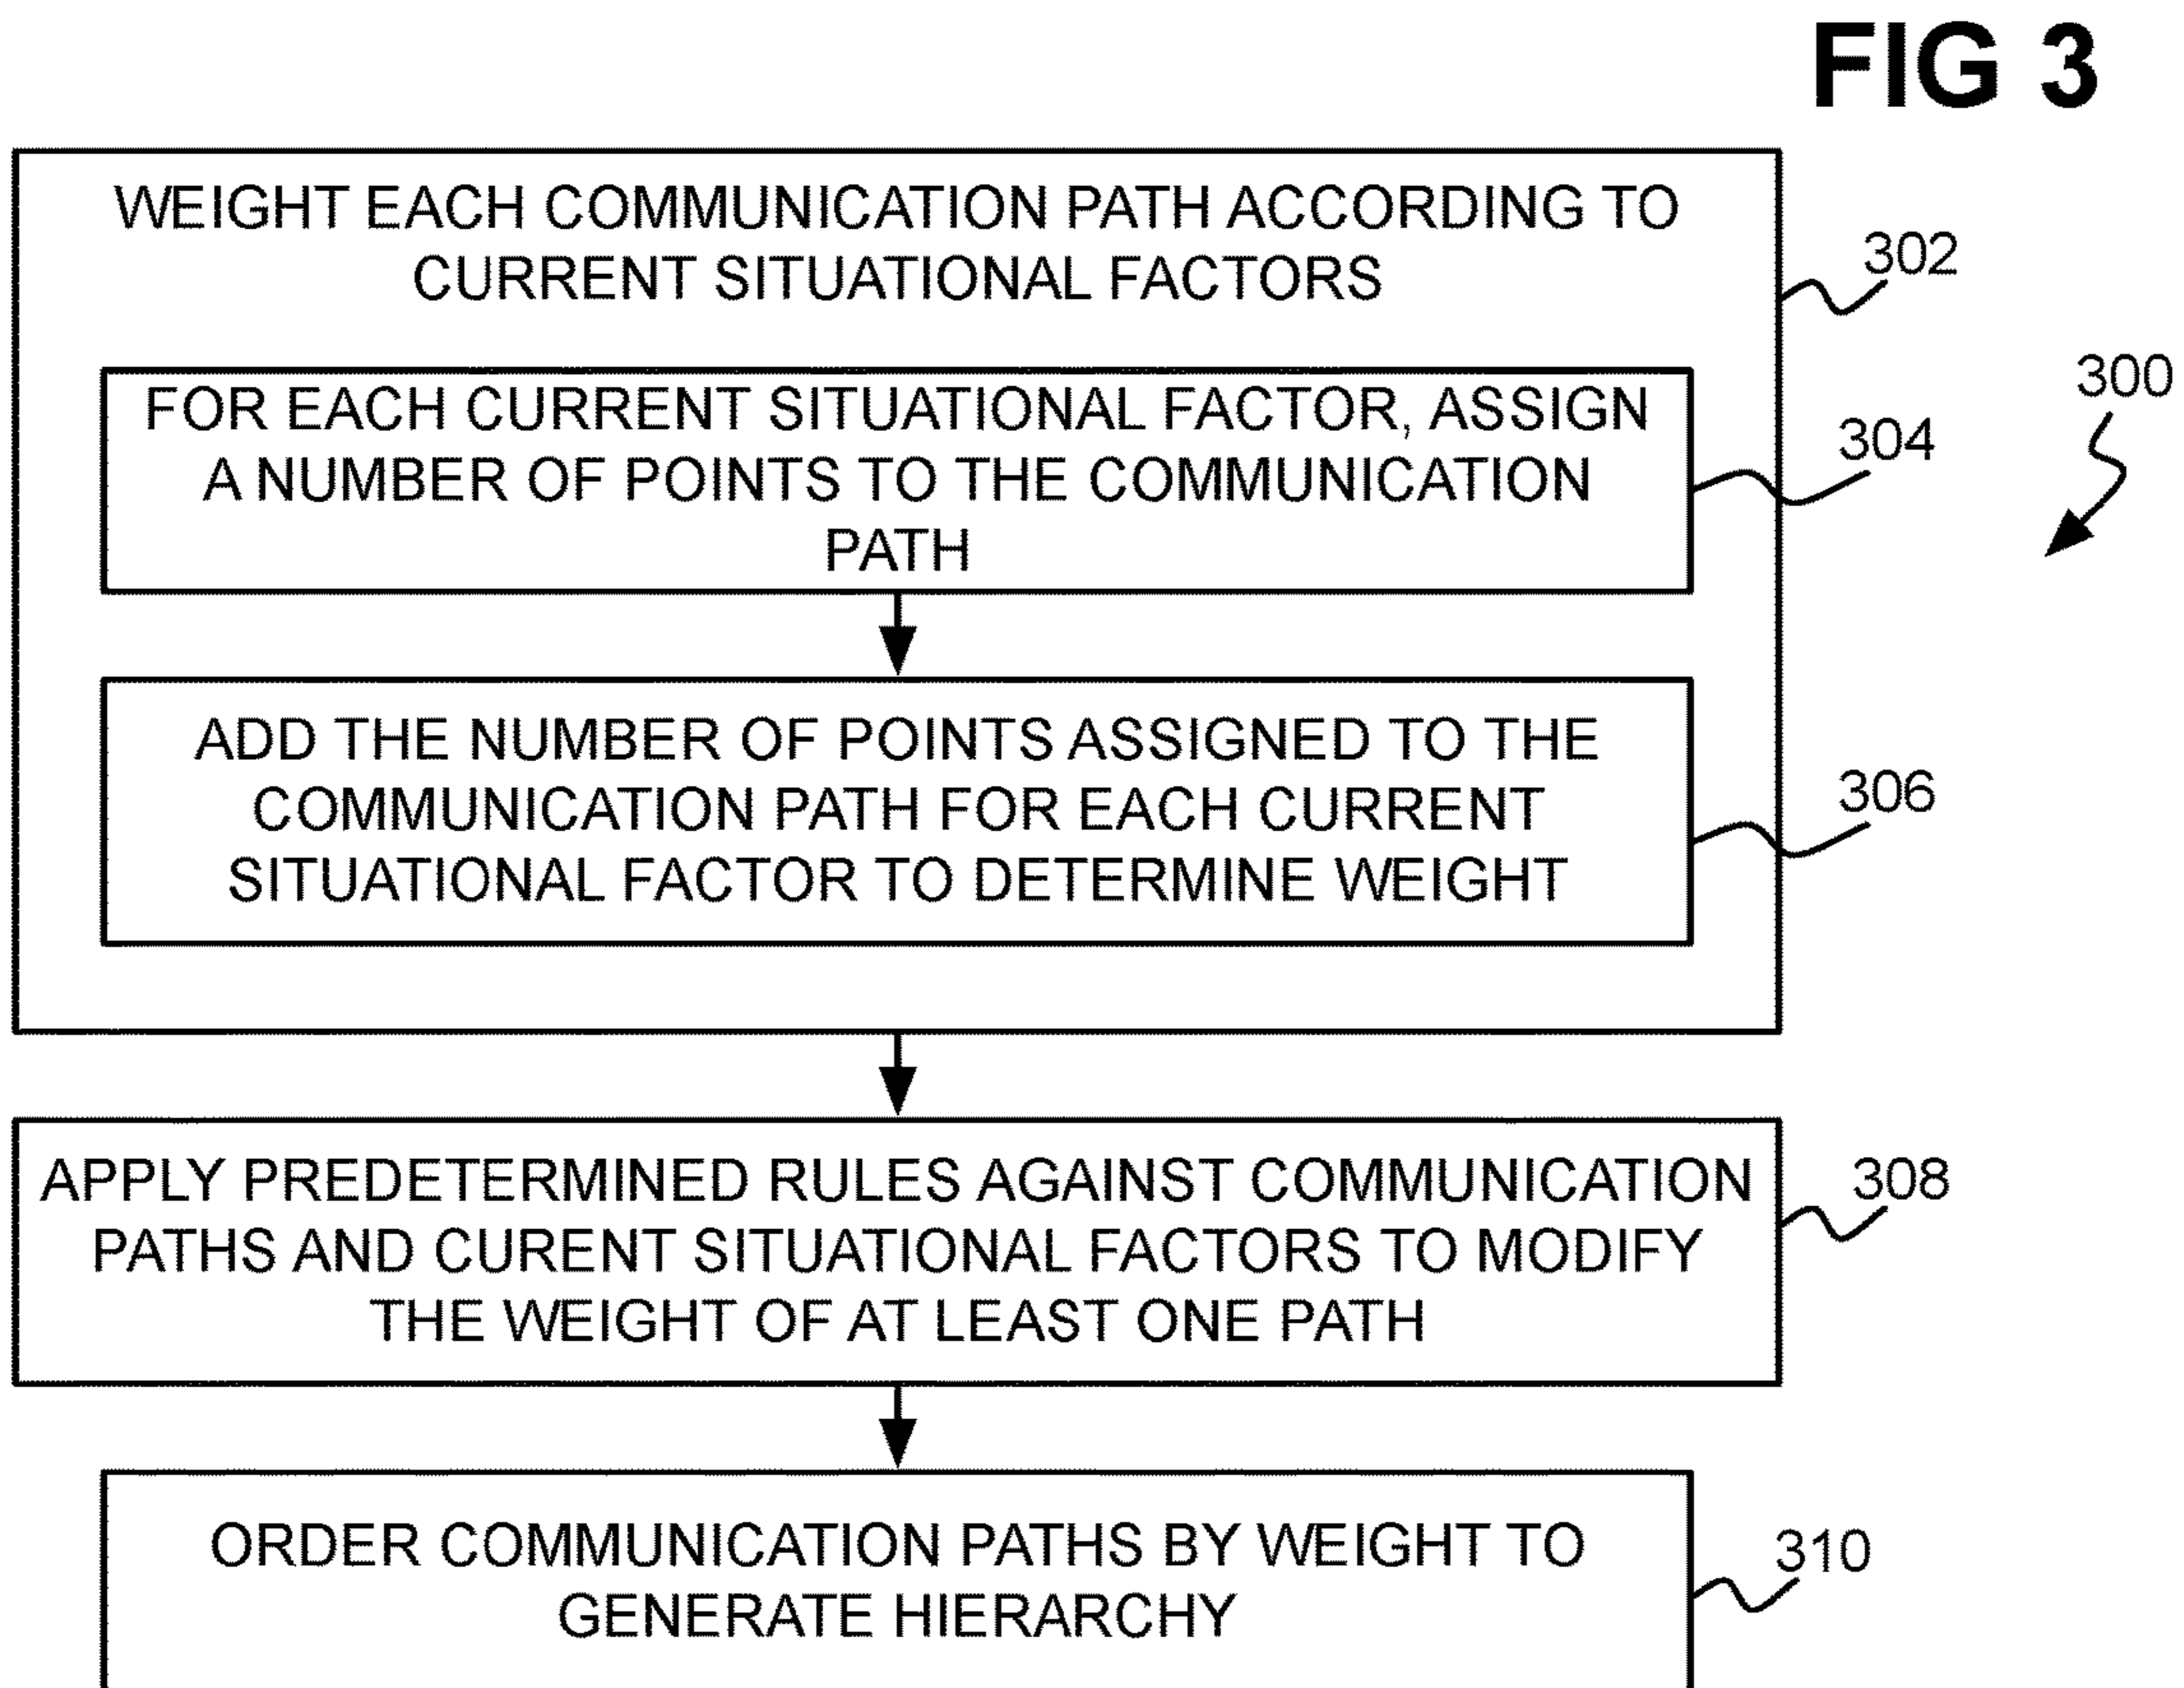 FIG 3
WEIGHT EACH COMMUNICATION PATH ACCORDING TO
CURRENT SITUATIONAL FACTORS
302
300
FOR EACH CURRENT SITUATIONAL FACTOR, ASSIGN
A NUMBER OF POINTS TO THE COMMUNICATION
PATH
304
ADD THE NUMBER OF POINTS ASSIGNED TO THE
COMMUNICATION PATH FOR EACH CURRENT
SITUATIONAL FACTOR TO DETERMINE WEIGHT
306
APPLY PREDETERMINED RULES AGAINST COMMUNICATION
PATHS AND CURENT SITUATIONAL FACTORS TO MODIFY
THE WEIGHT OF AT LEAST ONE PATH
308
ORDER COMMUNICATION PATHS BY WEIGHT TO
GENERATE HIERARCHY
310